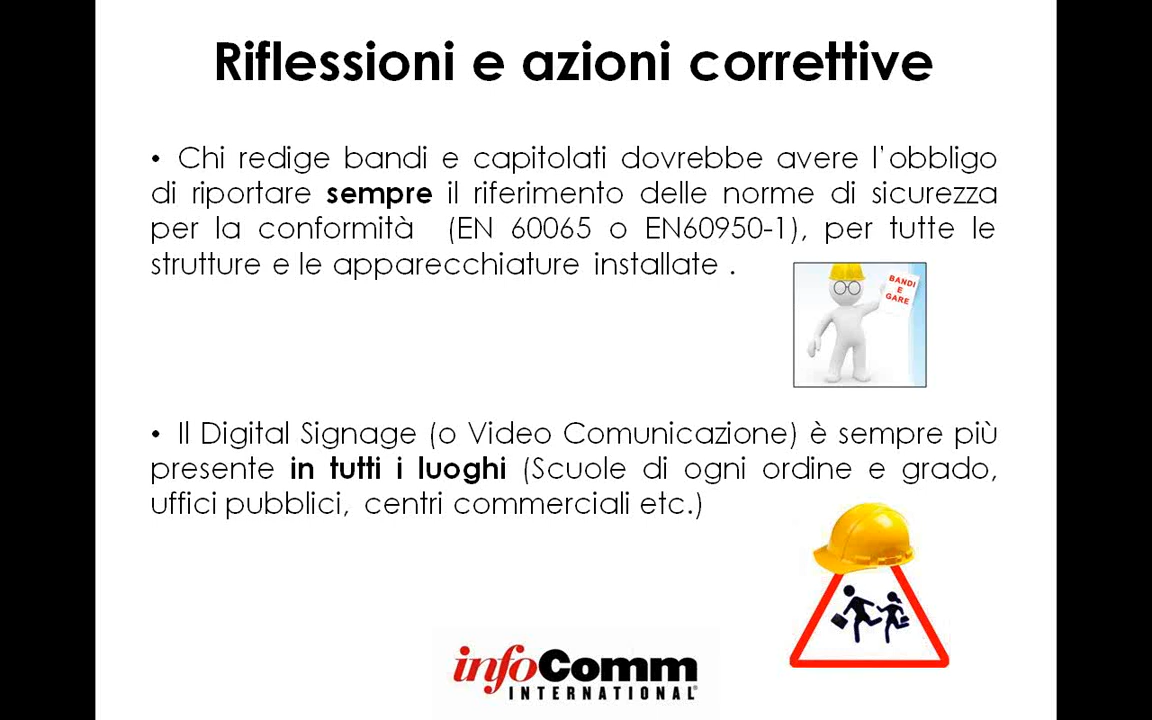 Riflessioni e azioni correttive
• Chi redige bandi e capitolati dovrebbe avere l'obbligo
di riportare sempre il riferimento delle norme di sicurezza
per la conformità (EN 60065 o EN60950-1), per tutte le
strutture e le apparecchiature installate .
BANDI
E
GARE
• Il Digital Signage (o Video Comunicazione) è sempre più
presente in tutti i luoghi (Scuole di ogni ordine e grado,
uffici pubblici, centri commerciali etc.)
infoComm
INTERNATIONAL®